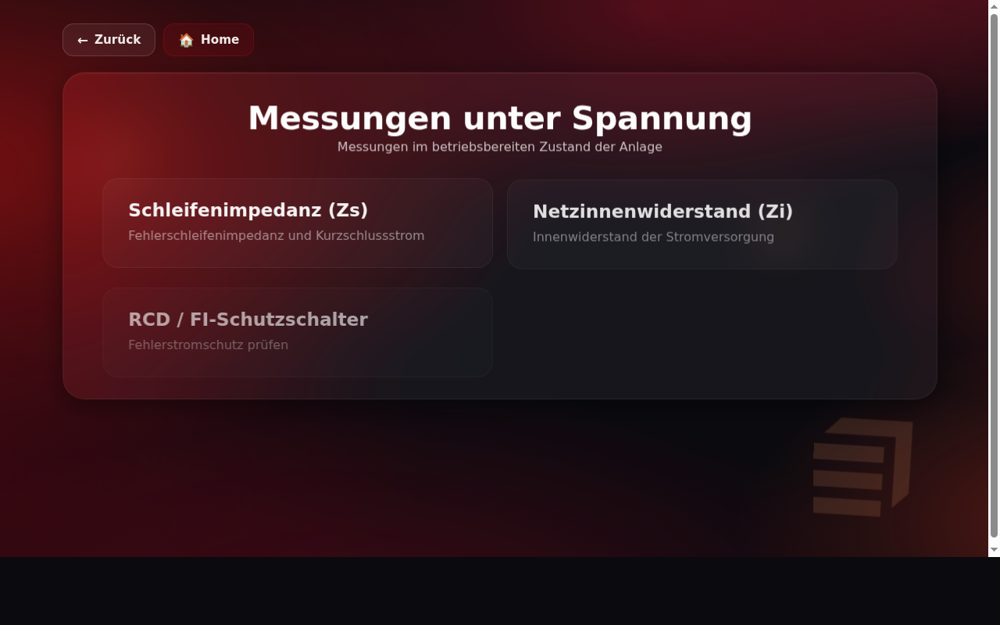 ← Zurück
🏠 Home
Messungen unter Spannung
Messungen im betriebsbereiten Zustand der Anlage
Schleifenimpedanz (Zs)
Fehlerschleifenimpedanz und Kurzschlussstrom
Netzinnenwiderstand (Zi)
Innenwiderstand der Stromversorgung
RCD / FI-Schutzschalter
Fehlerstromschutz prüfen